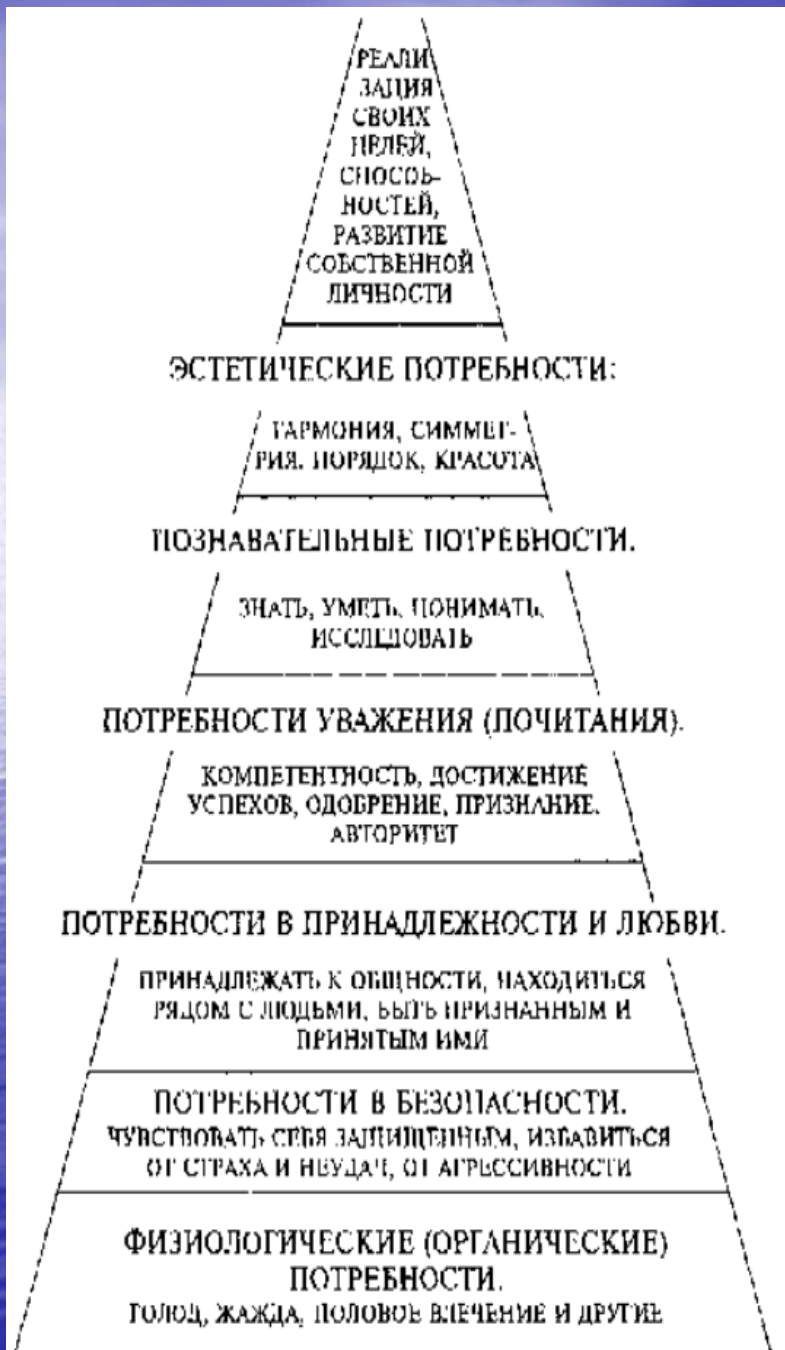 РЕАЛИ
ЗАЦИЯ
СВОИХ
ЦЕЛЕЙ,
СПОСОБ-
НОСТЕЙ,
РАЗВИТИЕ
СОБСТВЕННОЙ
ЛИЧНОСТИ
ЭСТЕТИЧЕСКИЕ ПОТРЕБНОСТИ:
ГАРМОНИЯ, СИММЕТ-
РИЯ. ПОРЯДОК, КРАСОТА
ПОЗНАВАТЕЛЬНЫЕ ПОТРЕБНОСТИ.
ЗНАТЬ, УМЕТЬ, ПОНИМАТЬ,
ИССЛЕДОВАТЬ
ПОТРЕБНОСТИ УВАЖЕНИЯ (ПОЧИТАНИЯ).
КОМПЕТЕНТНОСТЬ, ДОСТИЖЕНИЕ
УСПЕХОВ, ОДОБРЕНИЕ, ПРИЗНАНИЕ.
АВТОРИТЕТ
ПОТРЕБНОСТИ В ПРИНАДЛЕЖНОСТИ И ЛЮБВИ.
ПРИНАДЛЕЖАТЬ К ОБЩНОСТИ, НАХОДИТЬСЯ
РЯДОМ С ЛЮДЬМИ, БЫТЬ ПРИЗНАННЫМ И
ПРИНЯТЫМ ИМИ
ПОТРЕБНОСТИ В БЕЗОПАСНОСТИ.
ЧУВСТВОВАТЬ СЕБЯ ЗАЩИЩЕННЫМ, ИЗБАВИТЬСЯ
ОТ СТРАХА И НЕУДАЧ, ОТ АГРЕССИВНОСТИ
ФИЗИОЛОГИЧЕСКИЕ (ОРГАНИЧЕСКИЕ)
ПОТРЕБНОСТИ.
ГОЛОД, ЖАЖДА, ПОЛОВОЕ ВЛЕЧЕНИЕ И ДРУГИЕ